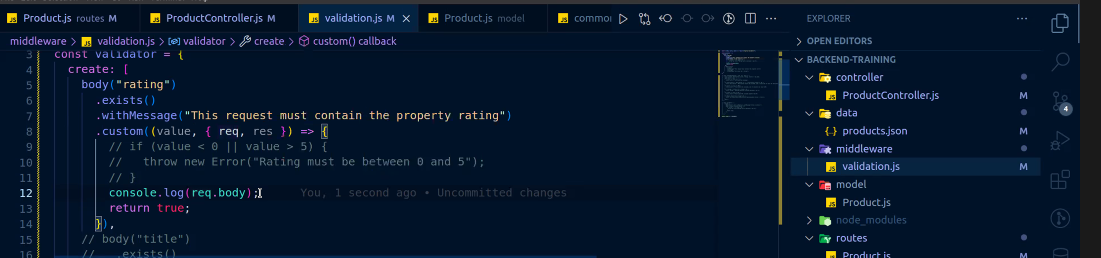 Product.js routes M
ProductController.js M
validation.js M
Product.js model
common
EXPLORER
middleware > validation.js > validator > create > custom() callback
OPEN EDITORS
BACKEND-TRAINING
controller
ProductController.js M
data
products.json M
middleware
validation.js M
model
Product.js M
node_modules
routes
Product.js M
4
3 const validator = {
4 create: [
5 body("rating")
6 .exists()
7 .withMessage("This request must contain the property rating")
8 .custom((value, { req, res }) => {
9 // if (value < 0 || value > 5) {
10 // throw new Error("Rating must be between 0 and 5");
11 // }
12 console.log(req.body); You, 1 second ago • Uncommitted changes
13 return true;
14 }),
15 // body("title")
16 // .exists()